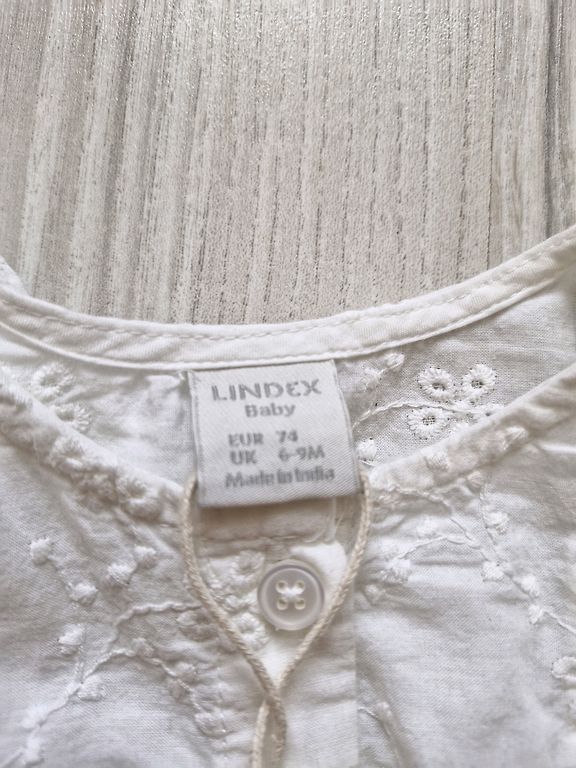 LINDEX
Baby
EUR 74
UK 6-9M
Made in India